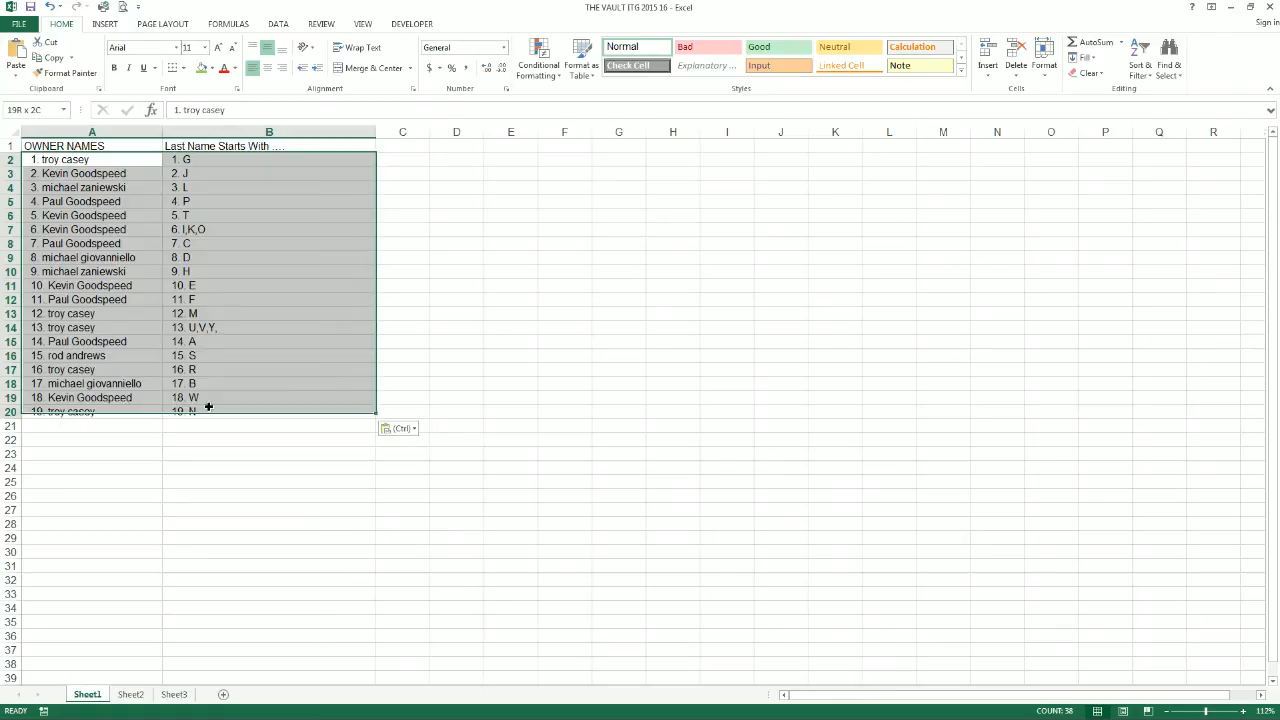 THE VAULT ITG 2015 16 - Excel
Sign in
FILE HOME INSERT PAGE LAYOUT FORMULAS DATA REVIEW VIEW DEVELOPER
Paste Cut Copy Format Painter Clipboard
Arial 11 B I U Font
Wrap Text Merge & Center Alignment
General $ % , Number
Conditional Formatting Format as Table
Normal Bad Good Neutral Calculation
Check Cell Explanatory ... Input Linked Cell Note
Styles
Insert Delete Format Cells
AutoSum Fill Clear Sort & Filter Find & Select Editing
19R x 2C fx 1. troy casey
A B C D E F G H I J K L M N O P Q R
1 OWNER NAMES Last Name Starts With ....
2 1. troy casey 1. G
3 2. Kevin Goodspeed 2. J
4 3. michael zaniewski 3. L
5 4. Paul Goodspeed 4. P
6 5. Kevin Goodspeed 5. T
7 6. Kevin Goodspeed 6. I,K,O
8 7. Paul Goodspeed 7. C
9 8. michael giovanniello 8. D
10 9. michael zaniewski 9. H
11 10. Kevin Goodspeed 10. E
12 11. Paul Goodspeed 11. F
13 12. troy casey 12. M
14 13. troy casey 13. U,V,Y,
15 14. Paul Goodspeed 14. A
16 15. rod andrews 15. S
17 16. troy casey 16. R
18 17. michael giovanniello 17. B
19 18. Kevin Goodspeed 18. W
20 19. troy casey 19. N
21 (Ctrl)
22
23
24
25
26
27
28
29
30
31
32
33
34
35
36
37
38
39
Sheet1 Sheet2 Sheet3
READY COUNT: 38 112%